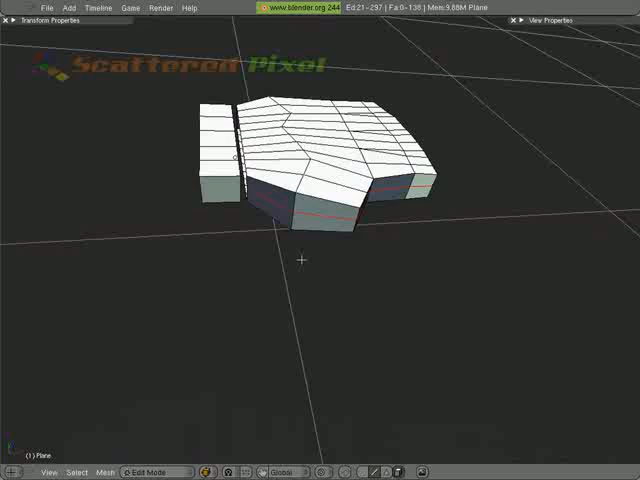 File Add Timeline Game Render Help www.blender.org 244 Ed:21-297 | Fa:0-138 | Mem:9.88M Plane
Transform Properties View Properties
Scattered Pixel
(1) Plane
View Select Mesh Edit Mode Global